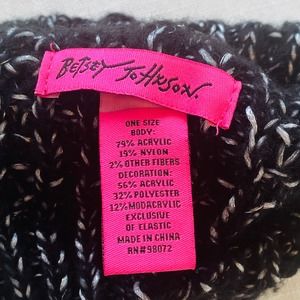 BETSEY JOHNSON.
ONE SIZE
BODY:
79% ACRYLIC
19% NYLON
2% OTHER FIBERS
DECORATION:
56% ACRYLIC
32% POLYESTER
12% MODACRYLIC
EXCLUSIVE
OF ELASTIC
MADE IN CHINA
RN#98072